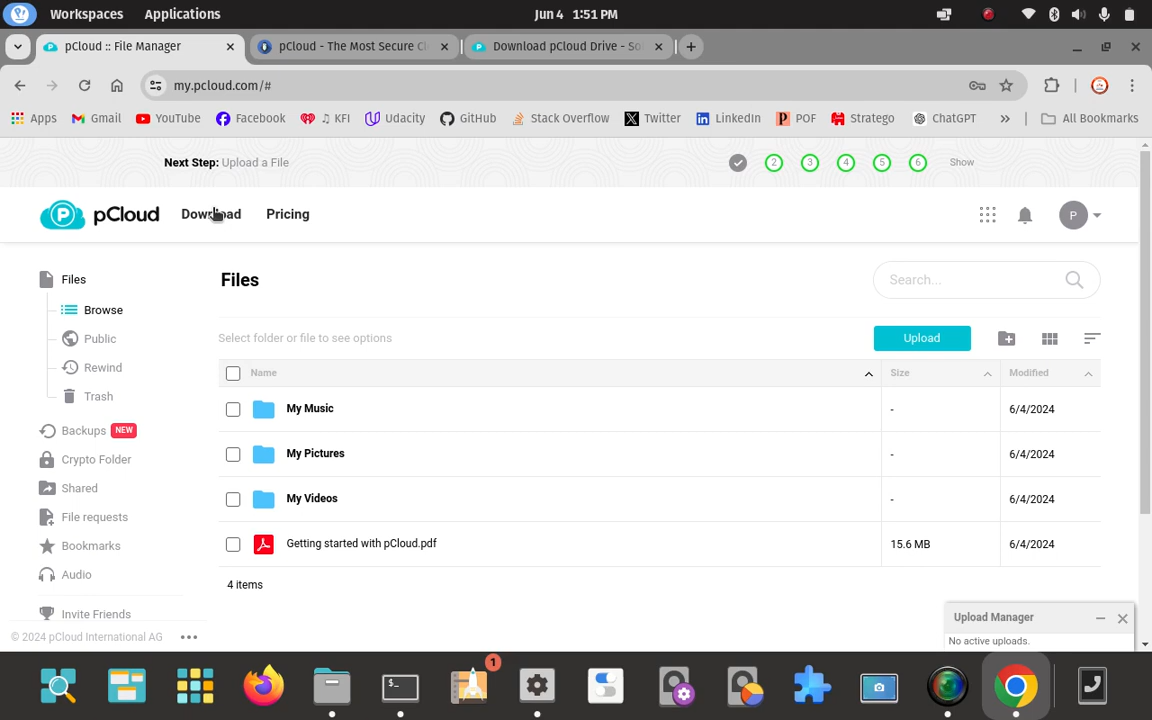 Workspaces Applications Jun 4 1:51 PM
pCloud :: File Manager pCloud - The Most Secure Cl Download pCloud Drive - So
my.pcloud.com/#
Apps Gmail YouTube Facebook ♫ KFI Udacity GitHub Stack Overflow Twitter LinkedIn POF Stratego ChatGPT » All Bookmarks
Next Step: Upload a File 2 3 4 5 6 Show
pCloud Download Pricing P
Files
Files
Search...
Browse
Public
Select folder or file to see options
Upload
Rewind
Name Size Modified
Trash
My Music - 6/4/2024
Backups NEW
My Pictures - 6/4/2024
Crypto Folder
Shared
My Videos - 6/4/2024
File requests
Bookmarks
Getting started with pCloud.pdf 15.6 MB 6/4/2024
Audio
4 items
Invite Friends
Upload Manager
© 2024 pCloud International AG
No active uploads.
$_
1